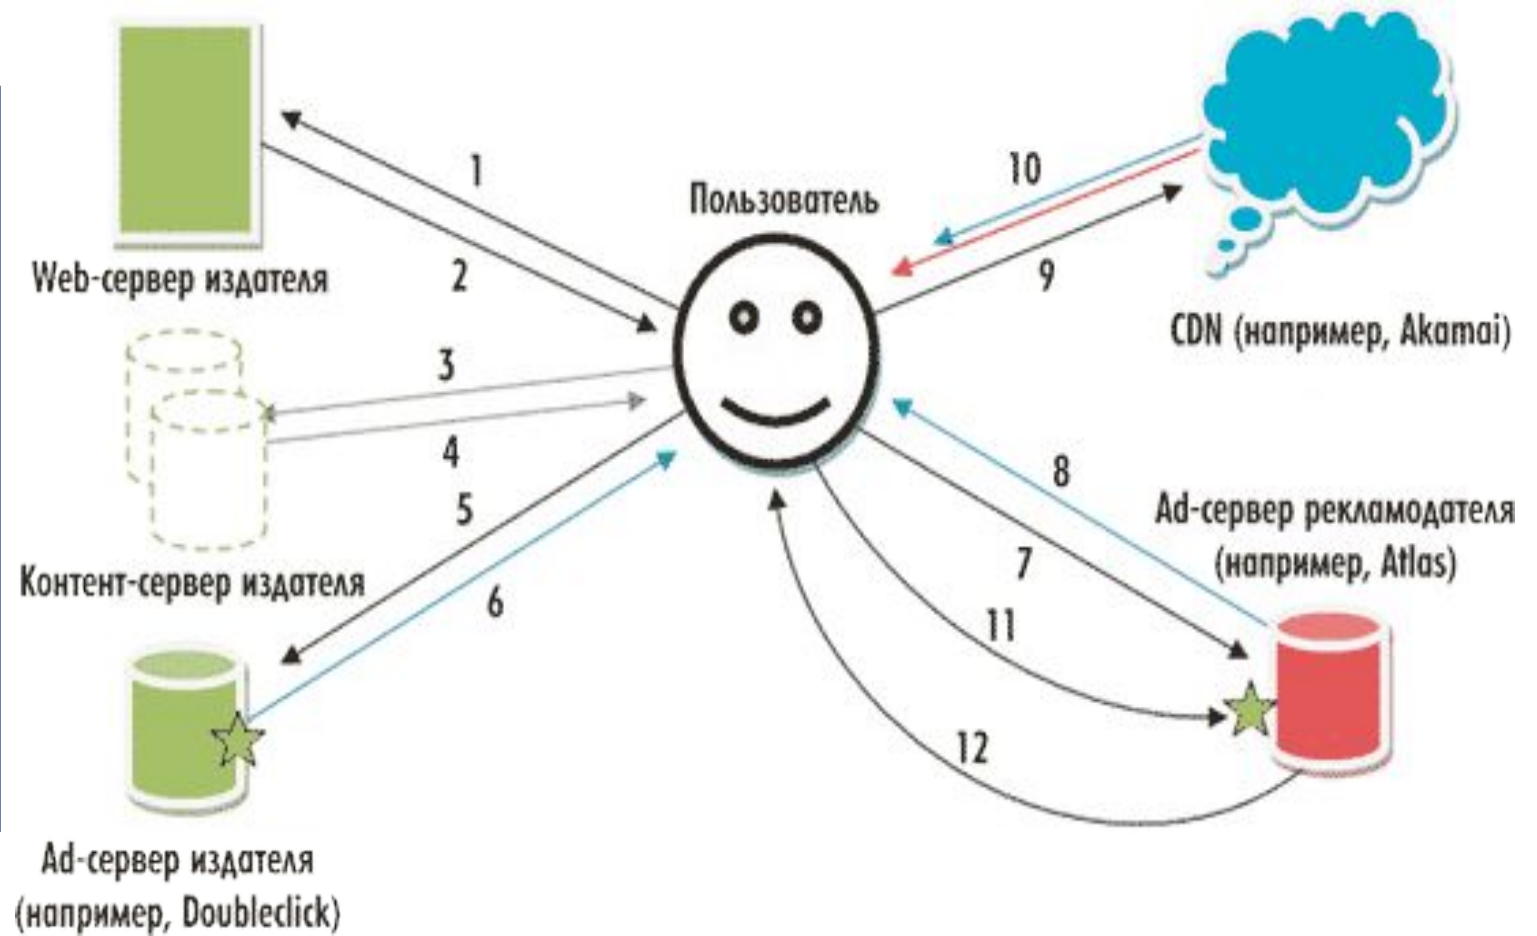 1
10
Пользователь
2
Web-сервер издателя
9
CDN (например, Akamai)
3
4
8
5
Ad-сервер рекламодателя
(например, Atlas)
7
Контент-сервер издателя
6
11
12
Ad-сервер издателя
(например, Doubleclick)